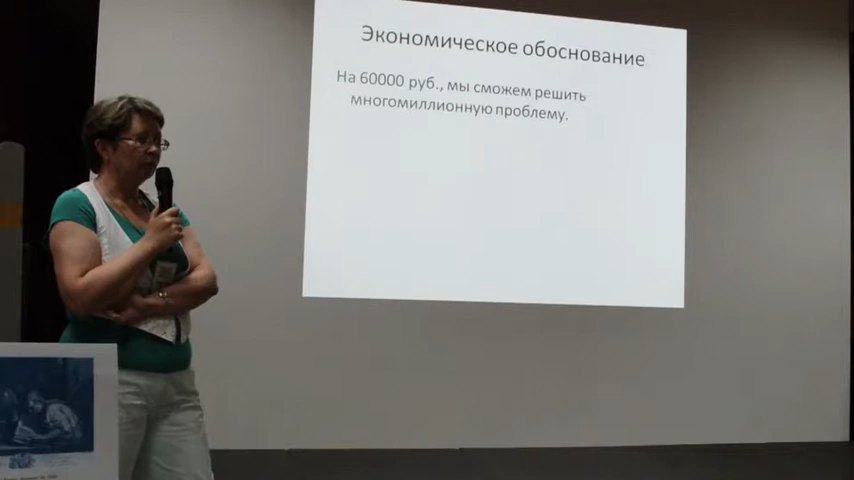 Экономическое обоснование
На 60000 руб., мы сможем решить
многомиллионную проблему.